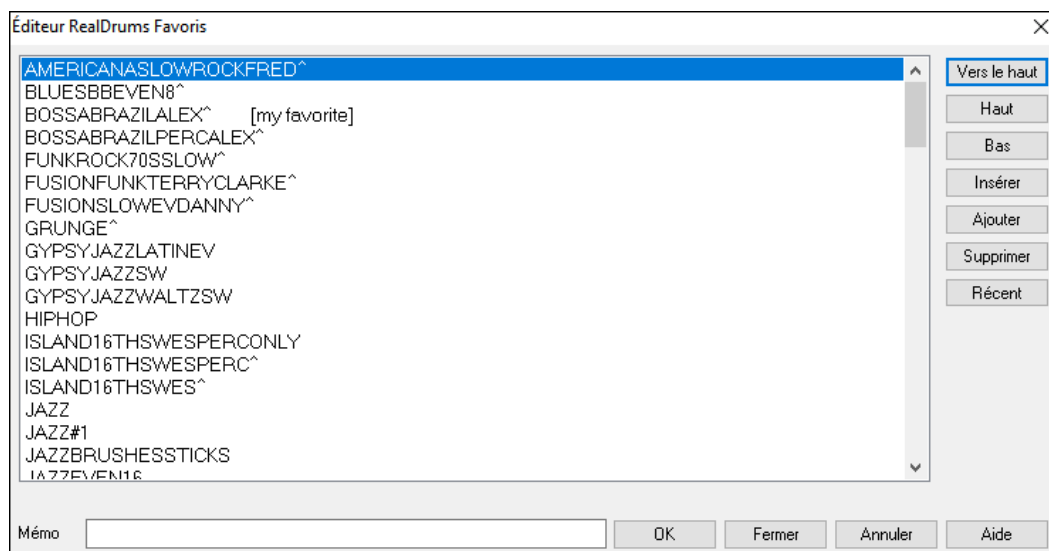 Éditeur RealDrums Favoris
AMERICANASLOWROCKFRED^
BLUESBBEVEN8^
BOSSABRAZILALEX^ [my favorite]
BOSSABRAZILPERCALEX^
FUNKROCK70SSLOW^
FUSIONFUNKTERRYCLARKE^
FUSIONSLOWEVDANNY^
GRUNGE^
GYPSYJAZZLATINEV
GYPSYJAZZSW
GYPSYJAZZWALTZSW
HIPHOP
ISLAND16THSWESPERCONLY
ISLAND16THSWESPERC^
ISLAND16THSWES^
JAZZ
JAZZ#1
JAZZBRUSHESSTICKS
JAZZEVEN16
Vers le haut
Haut
Bas
Insérer
Ajouter
Supprimer
Récent
Mémo OK Fermer Annuler Aide